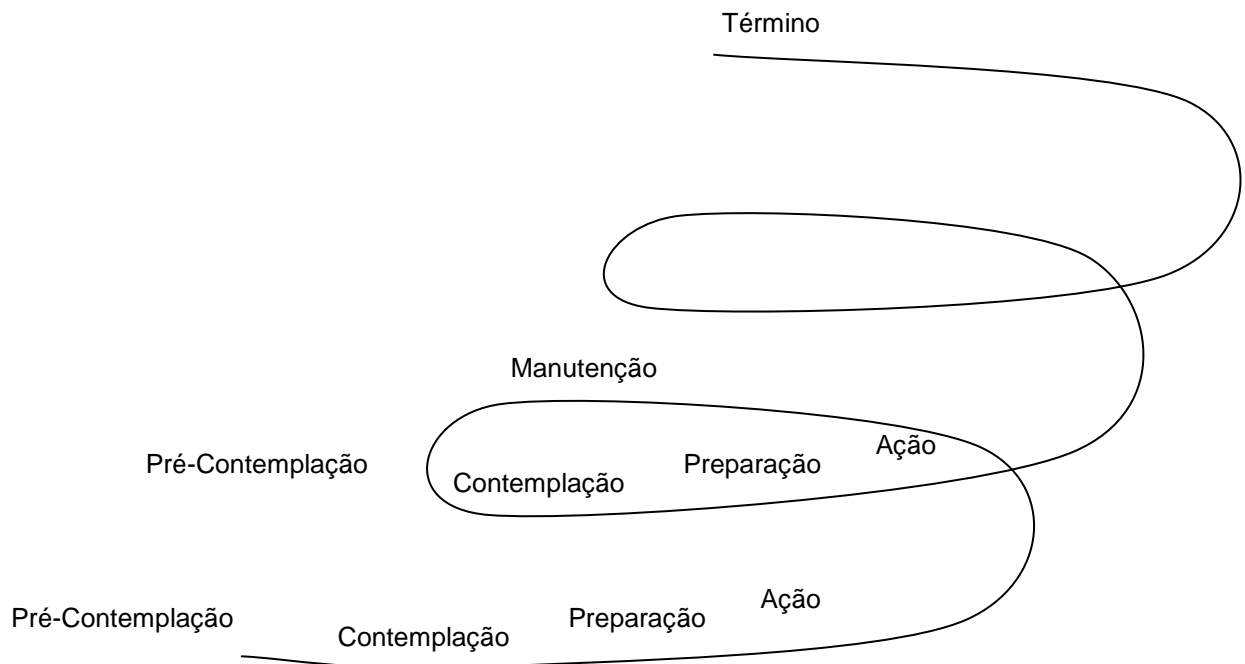 Término
Manutenção
Pré-Contemplação
Contemplação
Preparação
Ação
Pré-Contemplação
Contemplação
Preparação
Ação